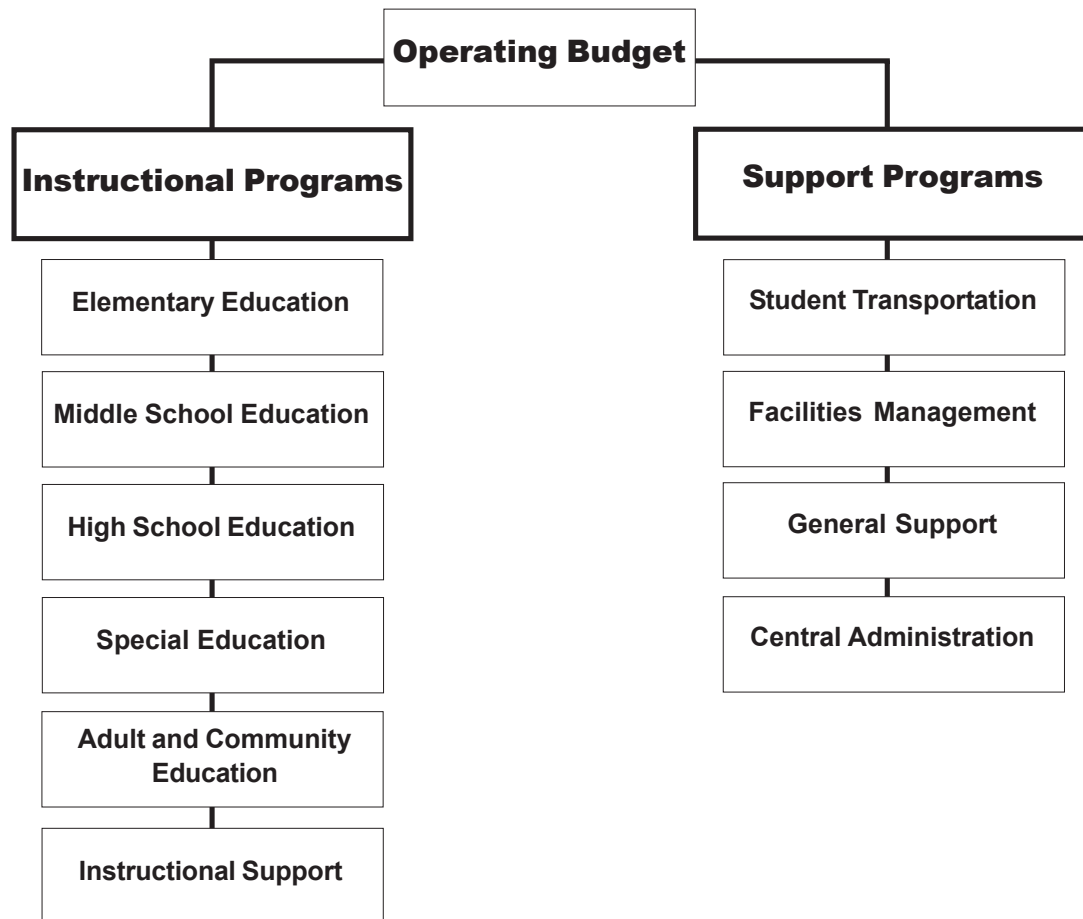 Operating Budget
Instructional Programs
Elementary Education
Middle School Education
High School Education
Special Education
Adult and Community
Education
Instructional Support
Support Programs
Student Transportation
Facilities Management
General Support
Central Administration